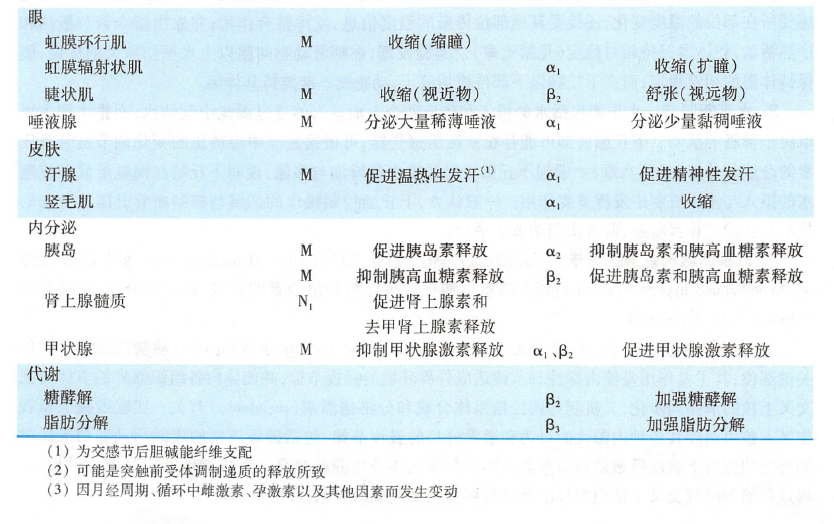 眼
虹膜环行肌 M 收缩(缩瞳)
虹膜辐射状肌 α₁ 收缩(扩瞳)
睫状肌 M 收缩(视近物) β₂ 舒张(视远物)
唾液腺 M 分泌大量稀薄唾液 α₁ 分泌少量黏稠唾液
皮肤
汗腺 M 促进温热性发汗⁽¹⁾ α₁ 促进精神性发汗
竖毛肌 α₁ 收缩
内分泌
胰岛 M 促进胰岛素释放 α₂ 抑制胰岛素和胰高血糖素释放
M 抑制胰高血糖素释放 β₂ 促进胰岛素和胰高血糖素释放
肾上腺髓质 N₁ 促进肾上腺素和
去甲肾上腺素释放
甲状腺 M 抑制甲状腺激素释放 α₁、β₂ 促进甲状腺激素释放
代谢
糖酵解 β₂ 加强糖酵解
脂肪分解 β₃ 加强脂肪分解
(1) 为交感节后胆碱能纤维支配
(2) 可能是突触前受体调制递质的释放所致
(3) 因月经周期、循环中雌激素、孕激素以及其他因素而发生变动